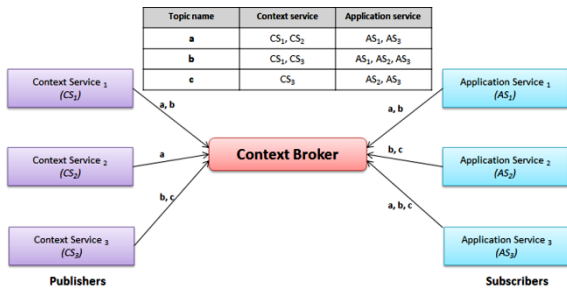 Topic name Context service Application service
a CS1, CS2 AS1, AS3
b CS1, CS3 AS1, AS2, AS3
c CS3 AS2, AS3
Context Service 1
(CS1)
a, b
Application Service 1
(AS1)
a, b
Context Service 2
(CS2)
a
Context Broker
b, c
Application Service 2
(AS2)
b, c
a, b, c
Context Service 3
(CS3)
Application Service 3
(AS3)
Publishers
Subscribers